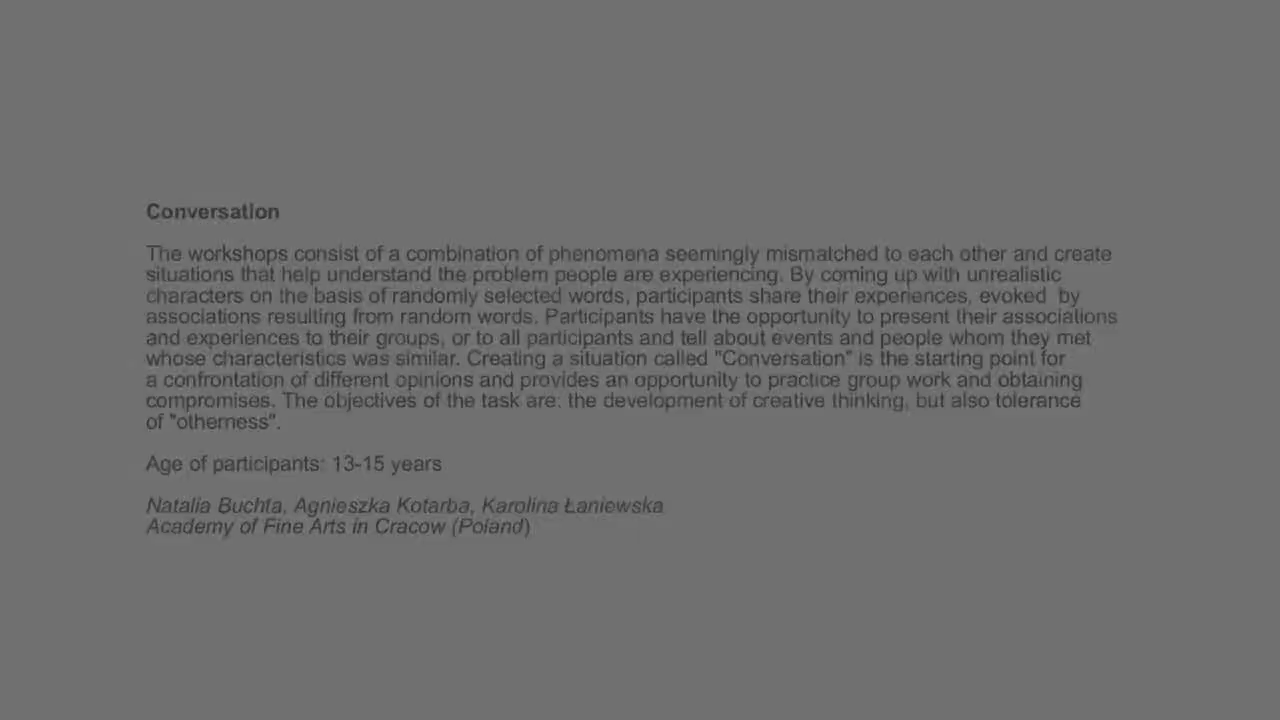 Conversation
The workshops consist of a combination of phenomena seemingly mismatched to each other and create
situations that help understand the problem people are experiencing. By coming up with unrealistic
characters on the basis of randomly selected words, participants share their experiences, evoked by
associations resulting from random words. Participants have the opportunity to present their associations
and experiences to their groups, or to all participants and tell about events and people whom they met
whose characteristics was similar. Creating a situation called "Conversation" is the starting point for
a confrontation of different opinions and provides an opportunity to practice group work and obtaining
compromises. The objectives of the task are: the development of creative thinking, but also tolerance
of "otherness".
Age of participants: 13-15 years
Natalia Buchta, Agnieszka Kotarba, Karolina Łaniewska
Academy of Fine Arts in Cracow (Poland)